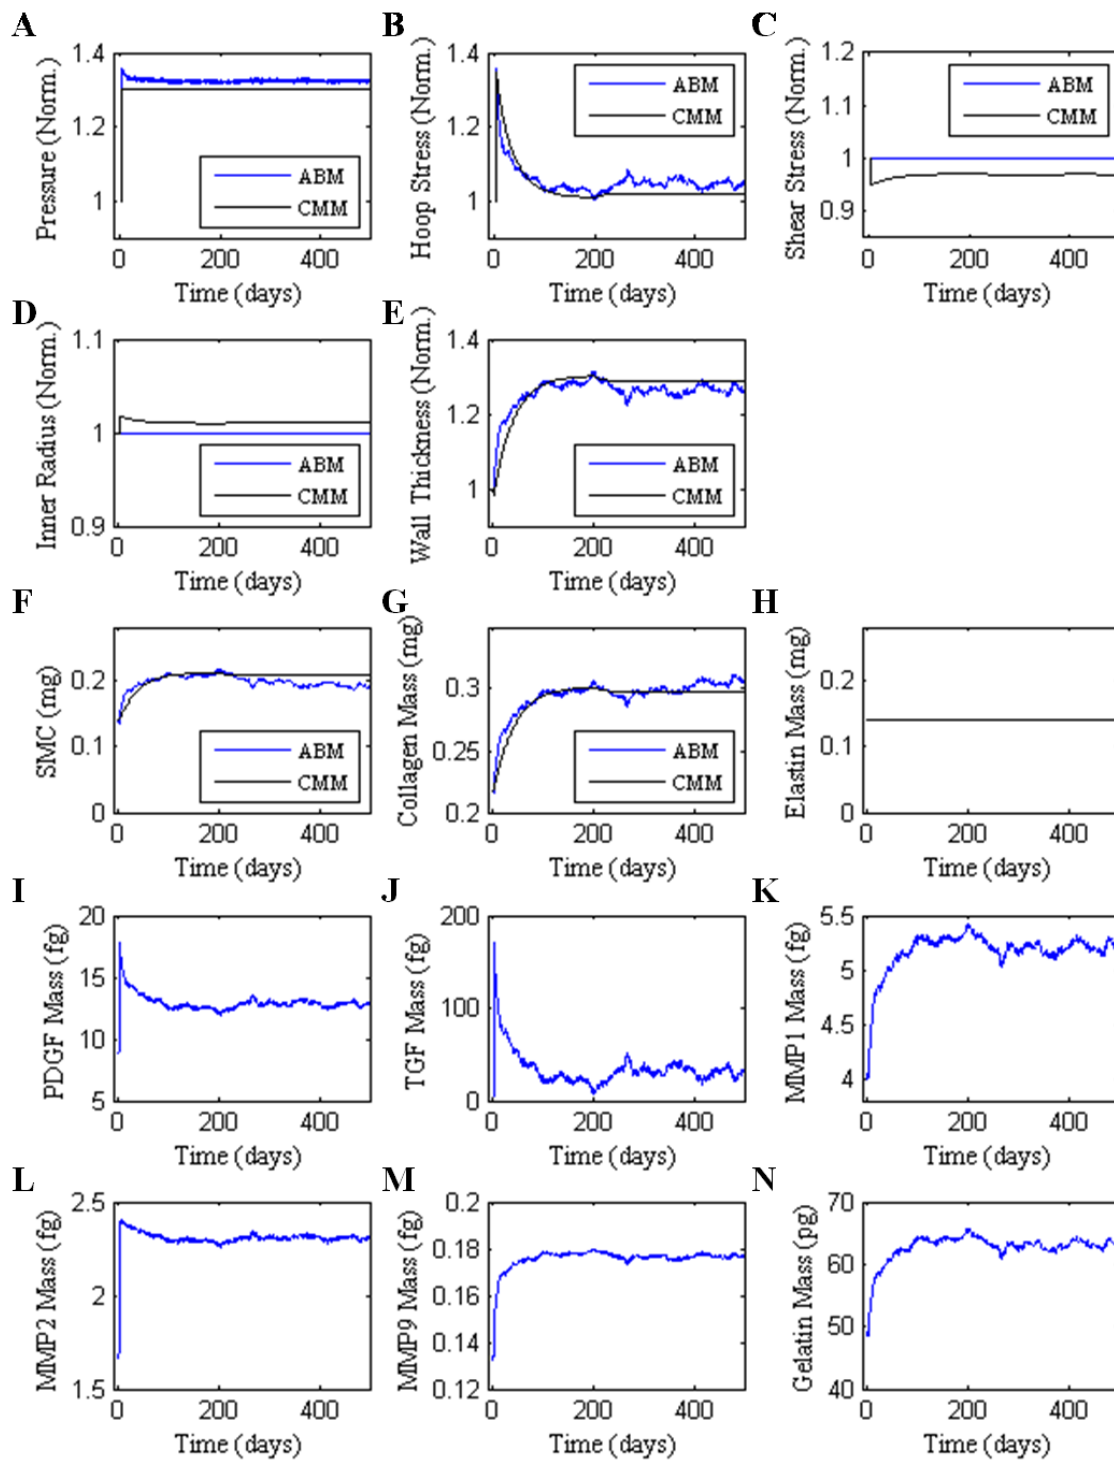 A
Pressure (Norm.)
1.4
1.2
1
ABM
CMM
0
200
400
Time (days)
B
Hoop Stress (Norm.)
1.4
1.2
1
ABM
CMM
0
200
400
Time (days)
C
Shear Stress (Norm.)
1.2
1.1
1
0.9
ABM
CMM
0
200
400
Time (days)
D
Inner Radius (Norm.)
1.1
1
0.9
ABM
CMM
0
200
400
Time (days)
E
Wall Thickness (Norm.)
1.4
1.2
1
ABM
CMM
0
200
400
Time (days)
F
SMC (mg)
0.2
0.1
0
ABM
CMM
0
200
400
Time (days)
G
Collagen Mass (mg)
0.3
0.25
0.2
ABM
CMM
0
200
400
Time (days)
H
Elastin Mass (mg)
0.2
0.1
0
0
200
400
Time (days)
I
PDGF Mass (fg)
20
15
10
5
0
200
400
Time (days)
J
TGF Mass (fg)
200
100
0
0
200
400
Time (days)
K
MMP1 Mass (fg)
5.5
5
4.5
4
0
200
400
Time (days)
L
MMP2 Mass (fg)
2.5
2
1.5
0
200
400
Time (days)
M
MMP9 Mass (fg)
0.2
0.18
0.16
0.14
0.12
0
200
400
Time (days)
N
Gelatin Mass (pg)
70
60
50
40
0
200
400
Time (days)